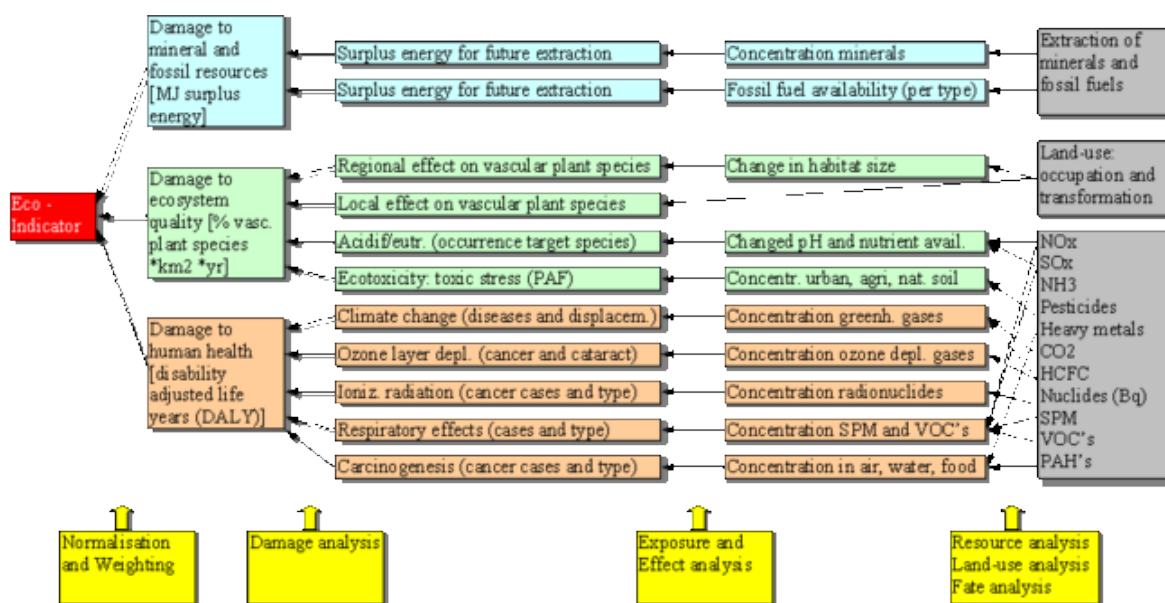 Damage to
mineral and
fossil resources
[MJ surplus
energy]
Surplus energy for future extraction
Concentration minerals
Extraction of
minerals and
fossil fuels
Surplus energy for future extraction
Fossil fuel availability (per type)
Eco -
Indicator
Damage to
ecosystem
quality [% vasc.
plant species
*km2 *yr]
Regional effect on vascular plant species
Change in habitat size
Land-use:
occupation and
transformation
Local effect on vascular plant species
Acidif/eutr. (occurrence target species)
Changed pH and nutrient avail.
Ecotoxicity: toxic stress (PAF)
Concentr. urban, agri, nat. soil
NOx
SOx
NH3
Pesticides
Heavy metals
CO2
HCFC
Nuclides (Bq)
SPM
VOC's
PAH's
Damage to
human health
[disability
adjusted life
years (DALY)]
Climate change (diseases and displacem.)
Concentration greenh. gases
Ozone layer depl. (cancer and cataract)
Concentration ozone depl. gases
Ioniz. radiation (cancer cases and type)
Concentration radionuclides
Respiratory effects (cases and type)
Concentration SPM and VOC's
Carcinogenesis (cancer cases and type)
Concentration in air, water, food
Normalisation
and Weighting
Damage analysis
Exposure and
Effect analysis
Resource analysis
Land-use analysis
Fate analysis